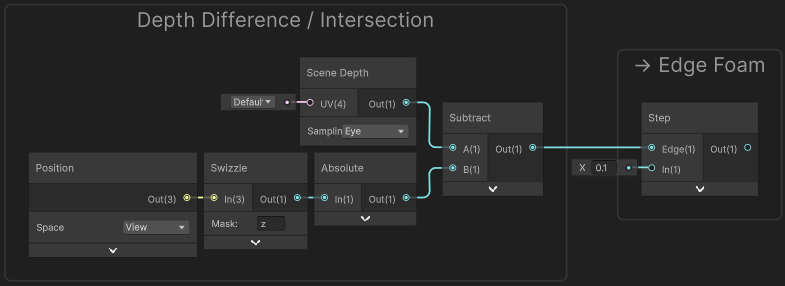 Depth Difference / Intersection
→ Edge Foam
Scene Depth
Defaul
UV(4) Out(1)
Samplin Eye
Subtract
A(1) Out(1)
B(1)
Step
Edge(1) Out(1)
X 0.1
In(1)
Position
Out(3)
Space View
Swizzle
In(3) Out(1)
Mask: z
Absolute
In(1) Out(1)